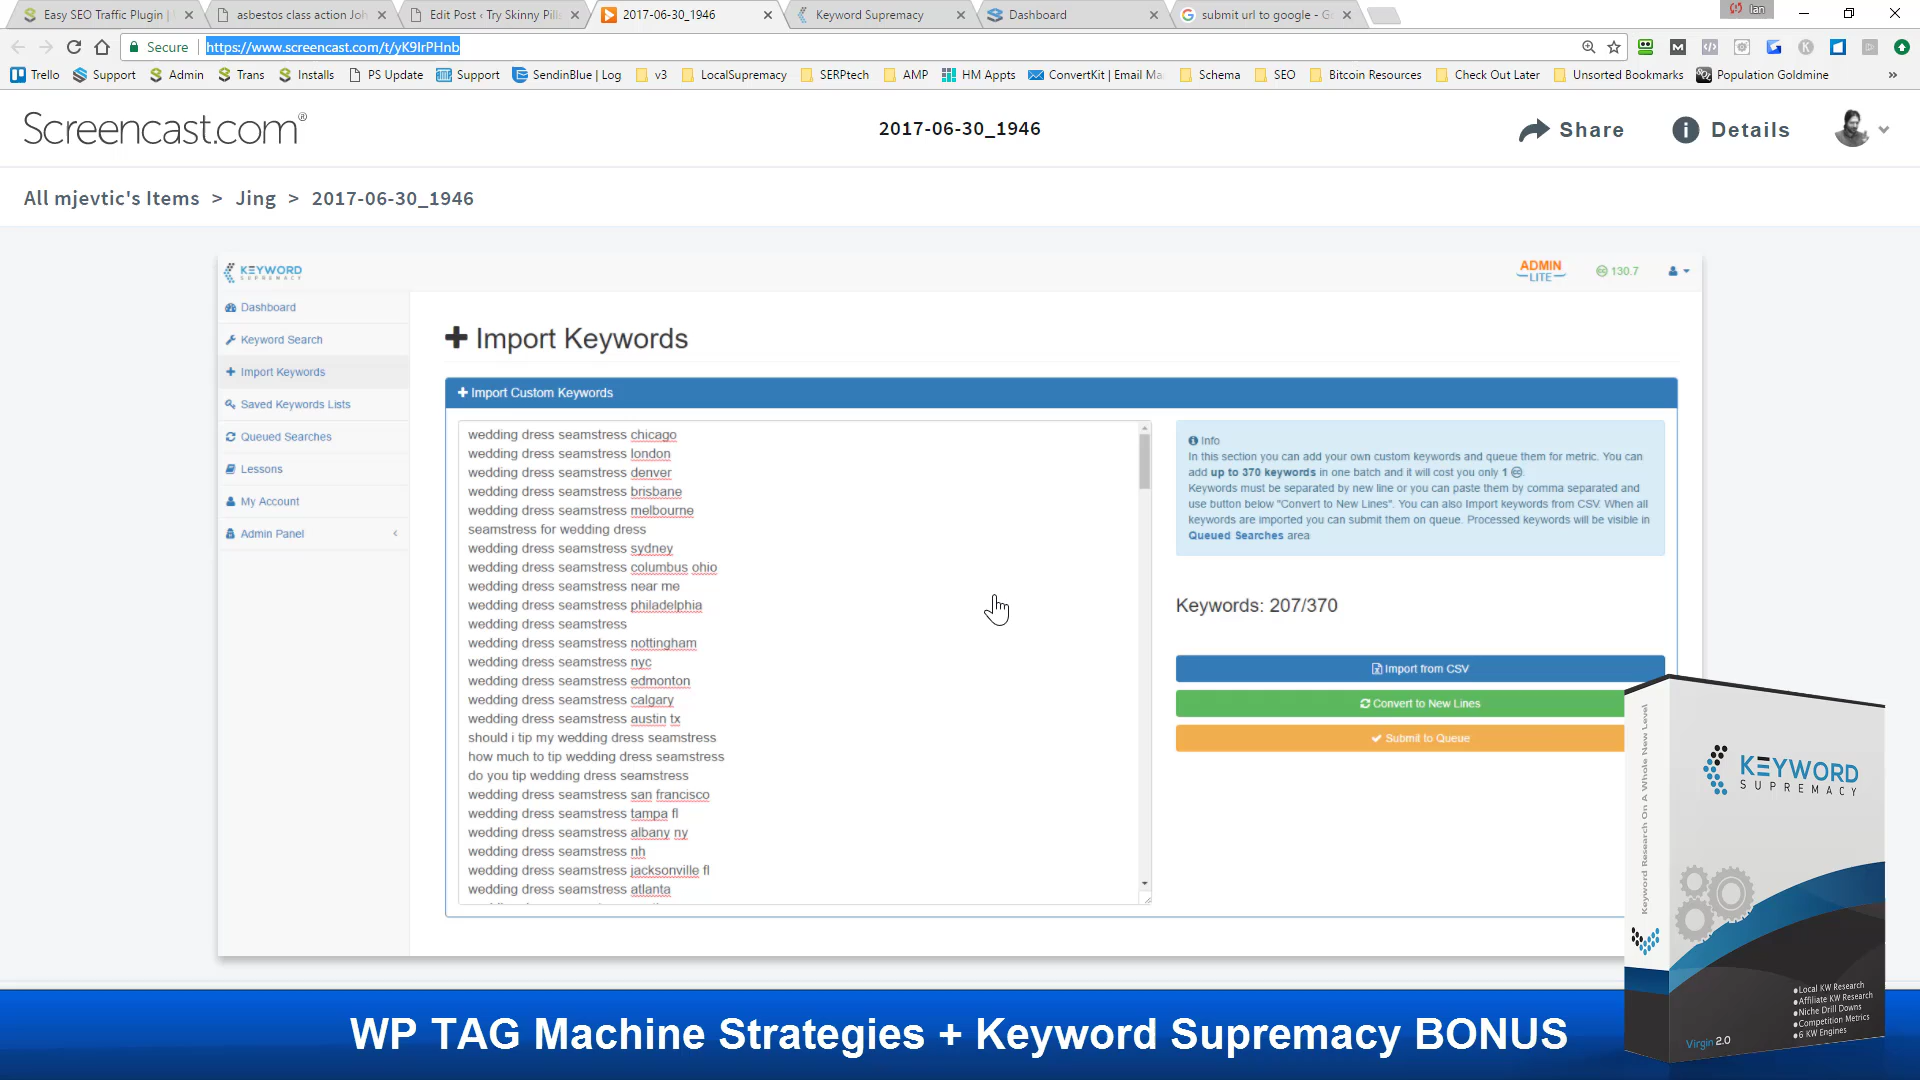 Easy SEO Traffic Plugin |
asbestos class action Joh
Edit Post ‹ Try Skinny Pills
2017-06-30_1946
Keyword Supremacy
Dashboard
submit url to google - Go
Ian
Secure
https://www.screencast.com/t/yK9IrPHnb
Trello
Support
Admin
Trans
Installs
PS Update
Support
SendinBlue | Log
v3
LocalSupremacy
SERPtech
AMP
HM Appts
ConvertKit | Email Ma
Schema
SEO
Bitcoin Resources
Check Out Later
Unsorted Bookmarks
Population Goldmine
»
Screencast.com®
2017-06-30_1946
Share
Details
All mjevtic's Items > Jing > 2017-06-30_1946
KEYWORD
SUPREMACY
ADMIN
LITE
130.7
Dashboard
Keyword Search
Import Keywords
Saved Keywords Lists
Queued Searches
Lessons
My Account
Admin Panel
Import Keywords
Import Custom Keywords
wedding dress seamstress chicago
wedding dress seamstress london
wedding dress seamstress denver
wedding dress seamstress brisbane
wedding dress seamstress melbourne
seamstress for wedding dress
wedding dress seamstress sydney
wedding dress seamstress columbus ohio
wedding dress seamstress near me
wedding dress seamstress philadelphia
wedding dress seamstress
wedding dress seamstress nottingham
wedding dress seamstress nyc
wedding dress seamstress edmonton
wedding dress seamstress calgary
wedding dress seamstress austin tx
should i tip my wedding dress seamstress
how much to tip wedding dress seamstress
do you tip wedding dress seamstress
wedding dress seamstress san francisco
wedding dress seamstress tampa fl
wedding dress seamstress albany ny
wedding dress seamstress nh
wedding dress seamstress jacksonville fl
wedding dress seamstress atlanta
Info
In this section you can add your own custom keywords and queue them for metric. You can
add up to 370 keywords in one batch and it will cost you only 1
Keywords must be separated by new line or you can paste them by comma separated and
use button below "Convert to New Lines". You can also Import keywords from CSV. When all
keywords are imported you can submit them on queue. Processed keywords will be visible in
Queued Searches area
Keywords: 207/370
Import from CSV
Convert to New Lines
Submit to Queue
Keyword Research On A Whole New Level
KEYWORD
SUPREMACY
Local KW Research
Affiliate KW Research
Niche Drill Downs
Competition Metrics
6 KW Engines
Virgin 2.0
WP TAG Machine Strategies + Keyword Supremacy BONUS